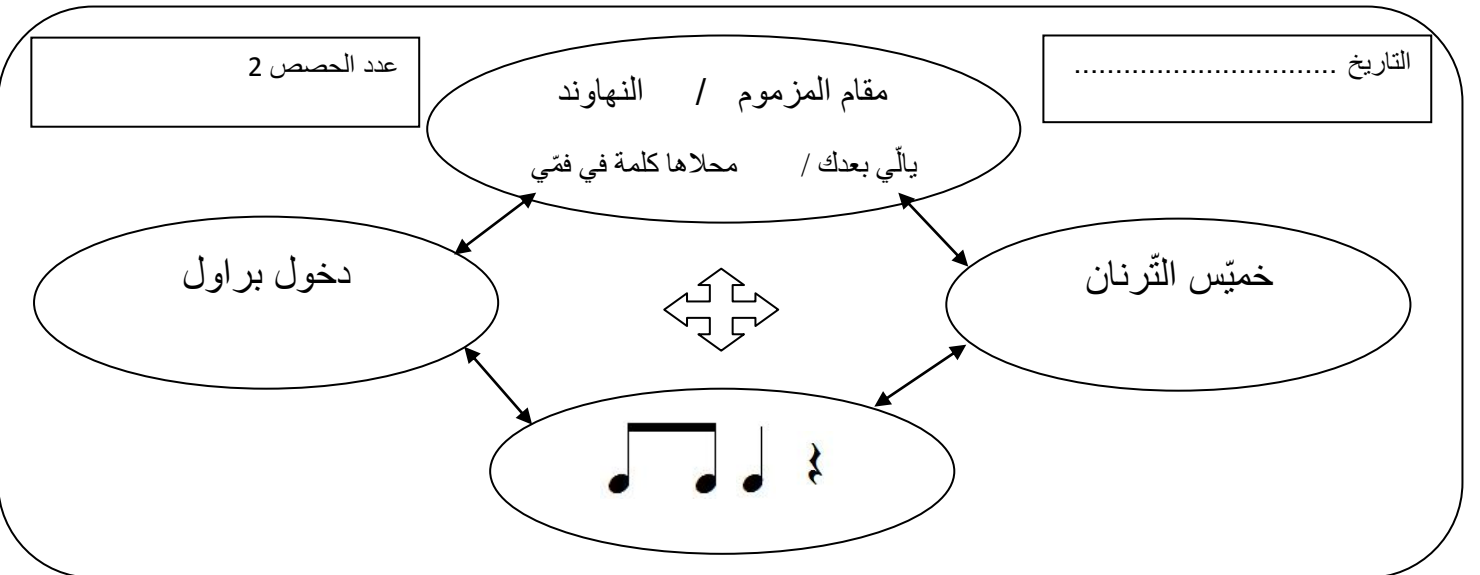 التاريخ ................................
عدد الحصص 2
مقام المزموم / النهاوند
يالّي بعدك / محلاها كلمة في فمّي
خميّس التّرنان
دخول براول